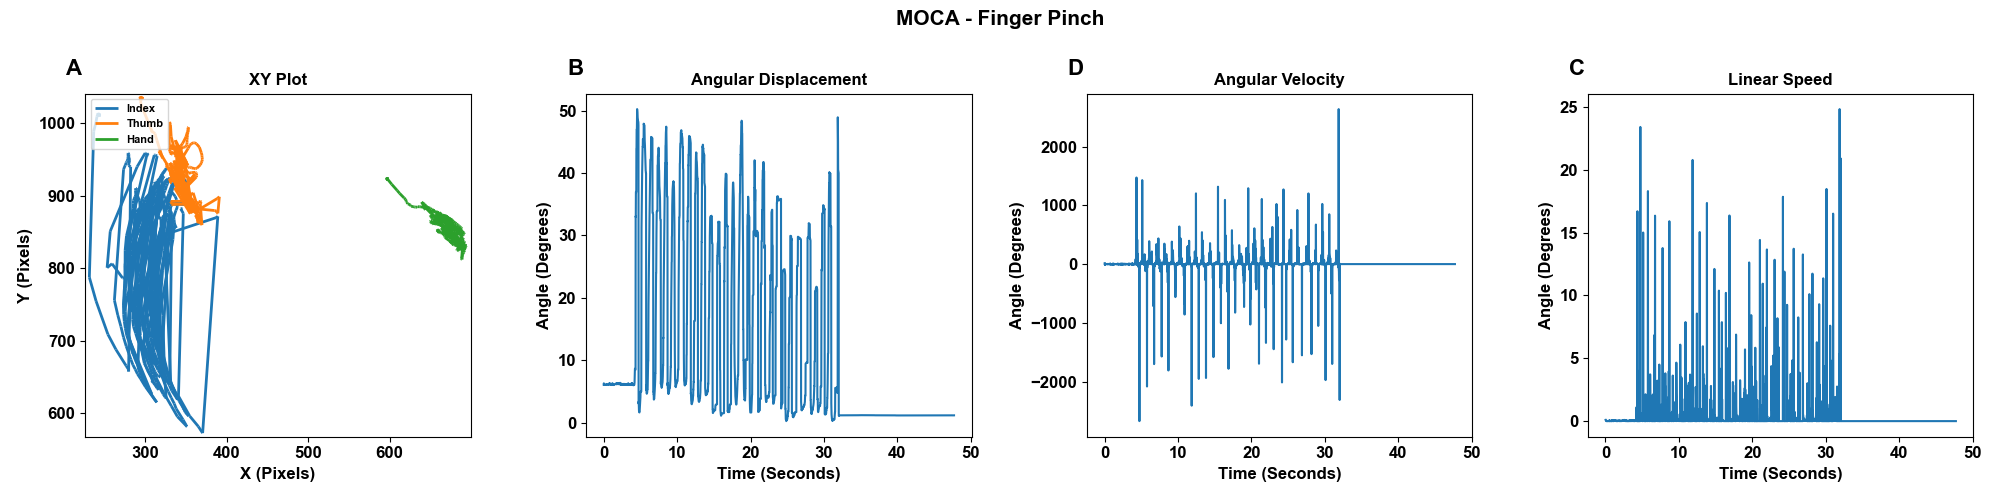 MOCA - Finger Pinch
A
XY Plot
Index
Thumb
Hand
Y (Pixels)
1000
900
800
700
600
300
400
500
600
X (Pixels)
B
Angular Displacement
Angle (Degrees)
50
40
30
20
10
0
0
10
20
30
40
50
Time (Seconds)
D
Angular Velocity
Angle (Degrees)
2000
1000
0
−1000
−2000
0
10
20
30
40
50
Time (Seconds)
C
Linear Speed
Angle (Degrees)
25
20
15
10
5
0
0
10
20
30
40
50
Time (Seconds)